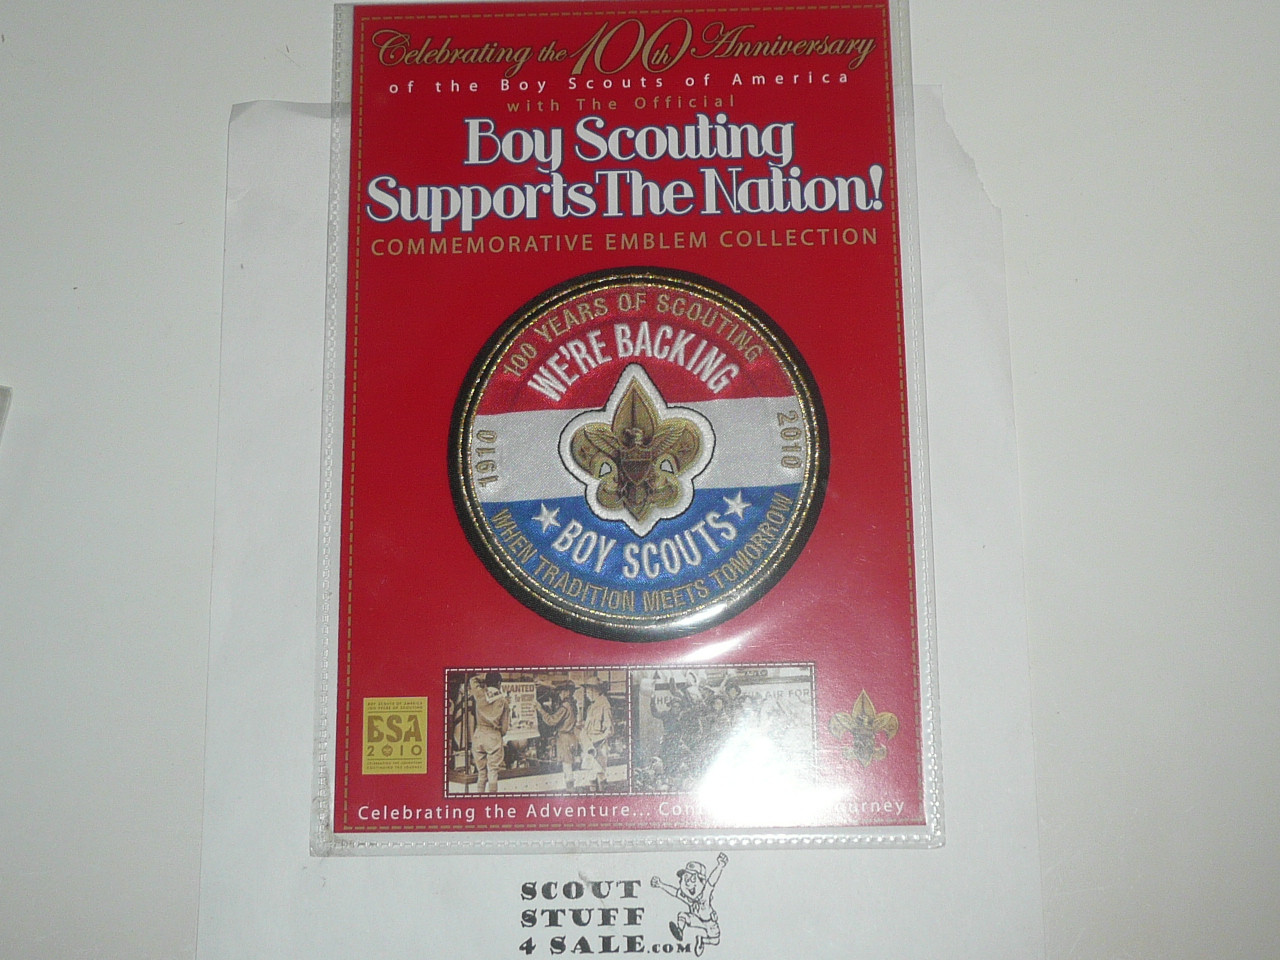 Celebrating the 100th Anniversary
of the Boy Scouts of America
with The Official
Boy Scouting
Supports The Nation!
COMMEMORATIVE EMBLEM COLLECTION
100 YEARS OF SCOUTING
WE'RE BACKING
1910
2010
BOY SCOUTS
WHEN TRADITION MEETS TOMORROW
WANTED
AIR FOR
BSA
2010
Celebrating the Adventure...
SCOUT
STUFF
4 SALE.COM